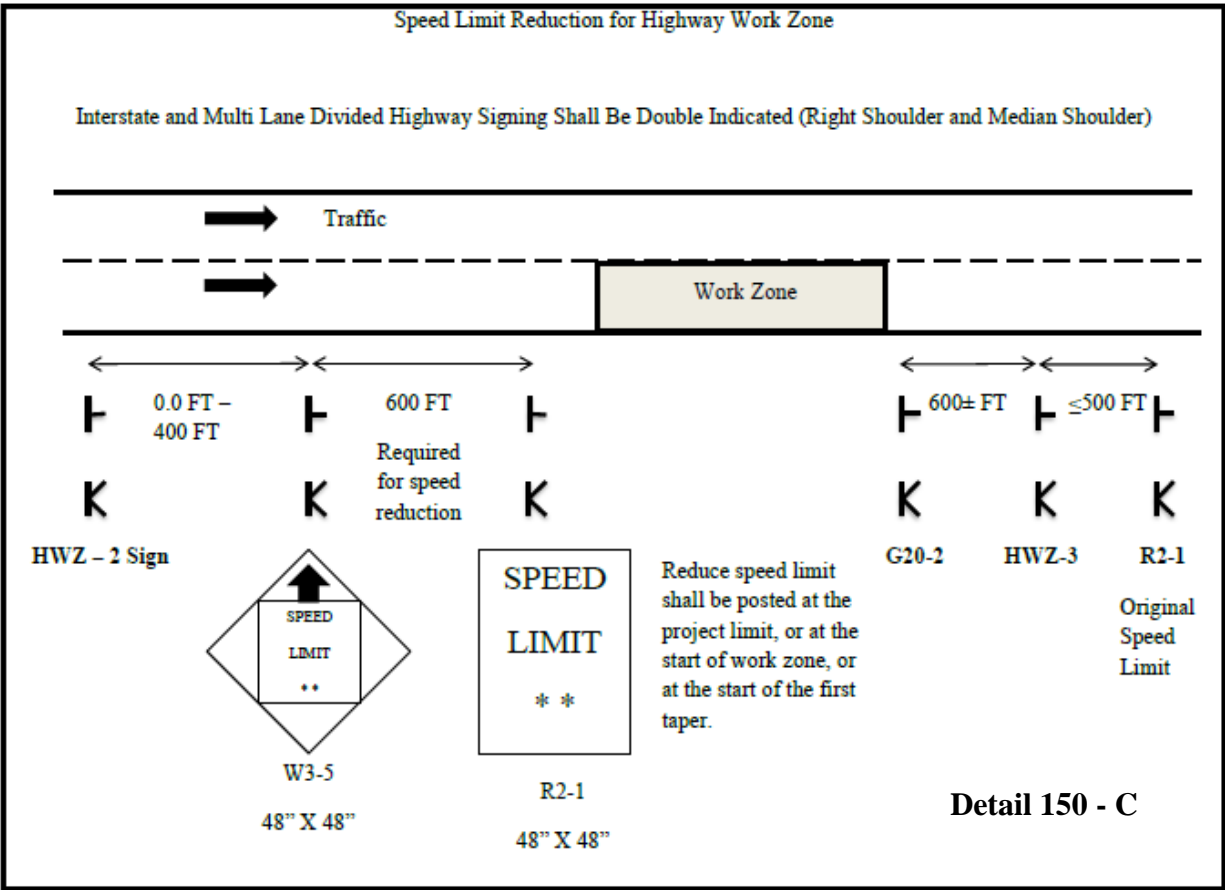 Speed Limit Reduction for Highway Work Zone
Interstate and Multi Lane Divided Highway Signing Shall Be Double Indicated (Right Shoulder and Median Shoulder)
Traffic
Work Zone
0.0 FT –
400 FT
600 FT
Required
for speed
reduction
600± FT
≤500 FT
HWZ – 2 Sign
SPEED
LIMIT
**
W3-5
48” X 48”
SPEED
LIMIT
* *
R2-1
48” X 48”
Reduce speed limit
shall be posted at the
project limit, or at the
start of work zone, or
at the start of the first
taper.
G20-2
HWZ-3
R2-1
Original
Speed
Limit
Detail 150 - C